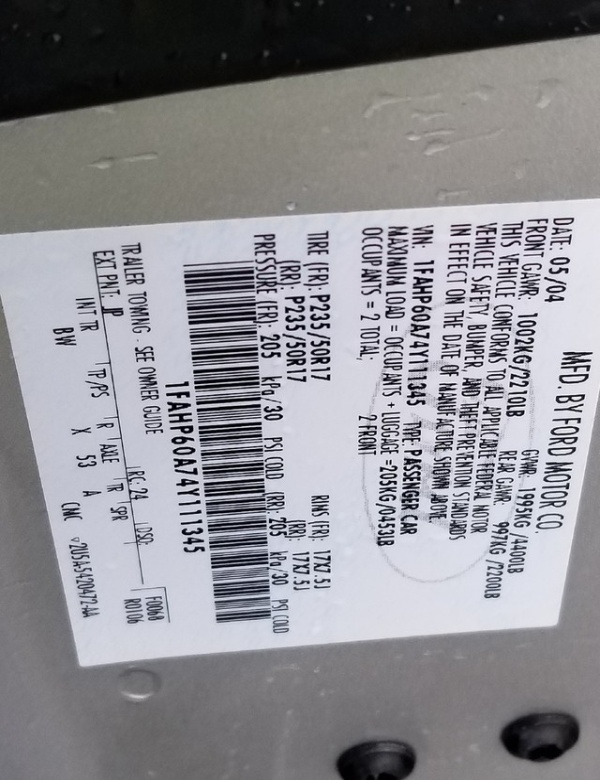 MFD. BY FORD MOTOR CO.
DATE: 05/04 GVWR: 1995KG/4400LB
FRONT GAWR: 1002KG/2210LB REAR GAWR: 997KG/2200LB
THIS VEHICLE CONFORMS TO ALL APPLICABLE FEDERAL MOTOR
VEHICLE SAFETY, BUMPER, AND THEFT PREVENTION STANDARDS
IN EFFECT ON THE DATE OF MANUFACTURE SHOWN ABOVE
VIN: 1FAHP60A74Y111345 TYPE: PASSENGER CAR
MAXIMUM LOAD = OCCUPANTS + LUGGAGE =205KG/0453LB
OCCUPANTS = 2 TOTAL, 2 FRONT
TIRE (FR): P235/50R17 RIMS (FR): 17X7.5J
(RR): P235/50R17 (RR): 17X7.5J
PRESSURE (FR): 205 kPa/30 PSI COLD (RR): 205 kPa/30 PSI COLD
1FAHP60A74Y111345
TRAILER TOWING - SEE OWNER GUIDE
EXT PNT: JP RC: 24 DSO: F0068
R0106
INT TR TP/PS R AXLE TR SPR
BW X 53 A CNC